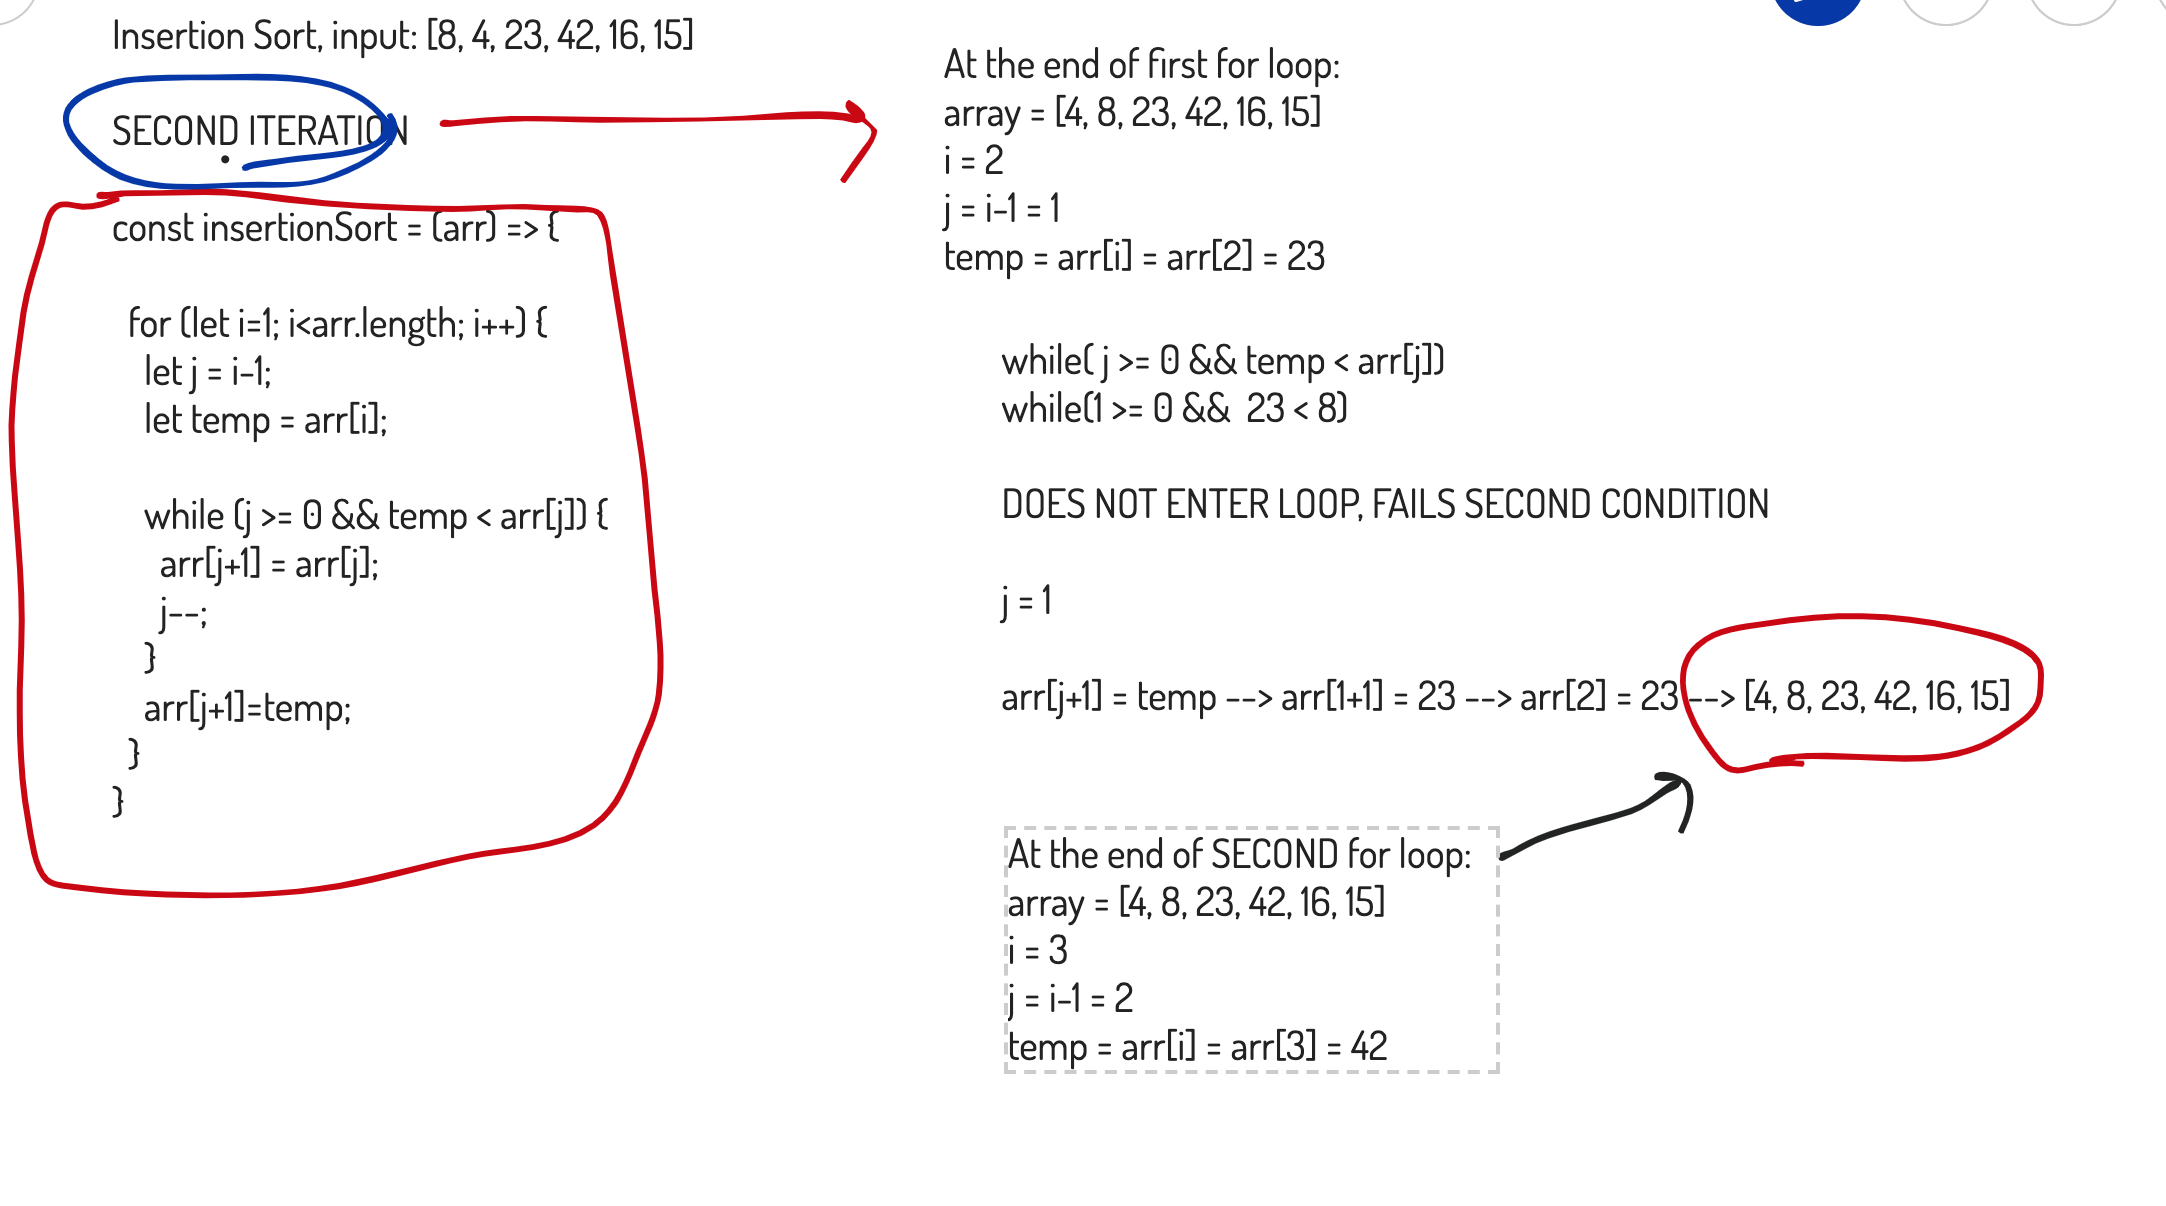 Insertion Sort, input: [8, 4, 23, 42, 16, 15]
SECOND ITERATION
const insertionSort = (arr) => {
for (let i=1; i<arr.length; i++) {
let j = i-1;
let temp = arr[i];
while (j >= 0 && temp < arr[j]) {
arr[j+1] = arr[j];
j--;
}
arr[j+1]=temp;
}
}
At the end of first for loop:
array = [4, 8, 23, 42, 16, 15]
i = 2
j = i-1 = 1
temp = arr[i] = arr[2] = 23
while( j >= 0 && temp < arr[j])
while(1 >= 0 &&  23 < 8)
DOES NOT ENTER LOOP, FAILS SECOND CONDITION
j = 1
arr[j+1] = temp --> arr[1+1] = 23 --> arr[2] = 23 --> [4, 8, 23, 42, 16, 15]
At the end of SECOND for loop:
array = [4, 8, 23, 42, 16, 15]
i = 3
j = i-1 = 2
temp = arr[i] = arr[3] = 42